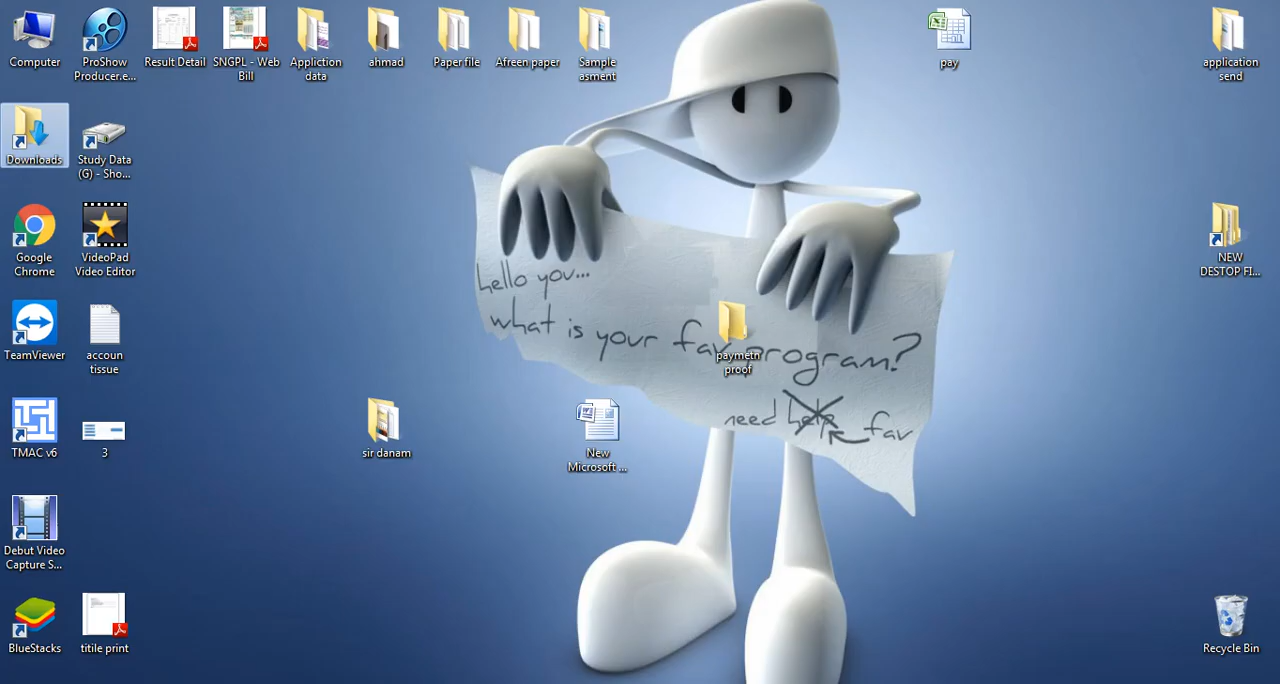 Computer
ProShow
Producer.e...
Result Detail
SNGPL - Web
Bill
Appliction
data
ahmad
Paper file
Afreen paper
Sample
asment
pay
application
send
Downloads
Study Data
(G) - Sho...
Google
Chrome
VideoPad
Video Editor
NEW
DESTOP FI...
hello you...
what is your fav program?
need help fav
TeamViewer
accoun
tissue
paymetn
proof
TMAC v6
3
sir danam
New
Microsoft ...
Debut Video
Capture S...
BlueStacks
titile print
Recycle Bin